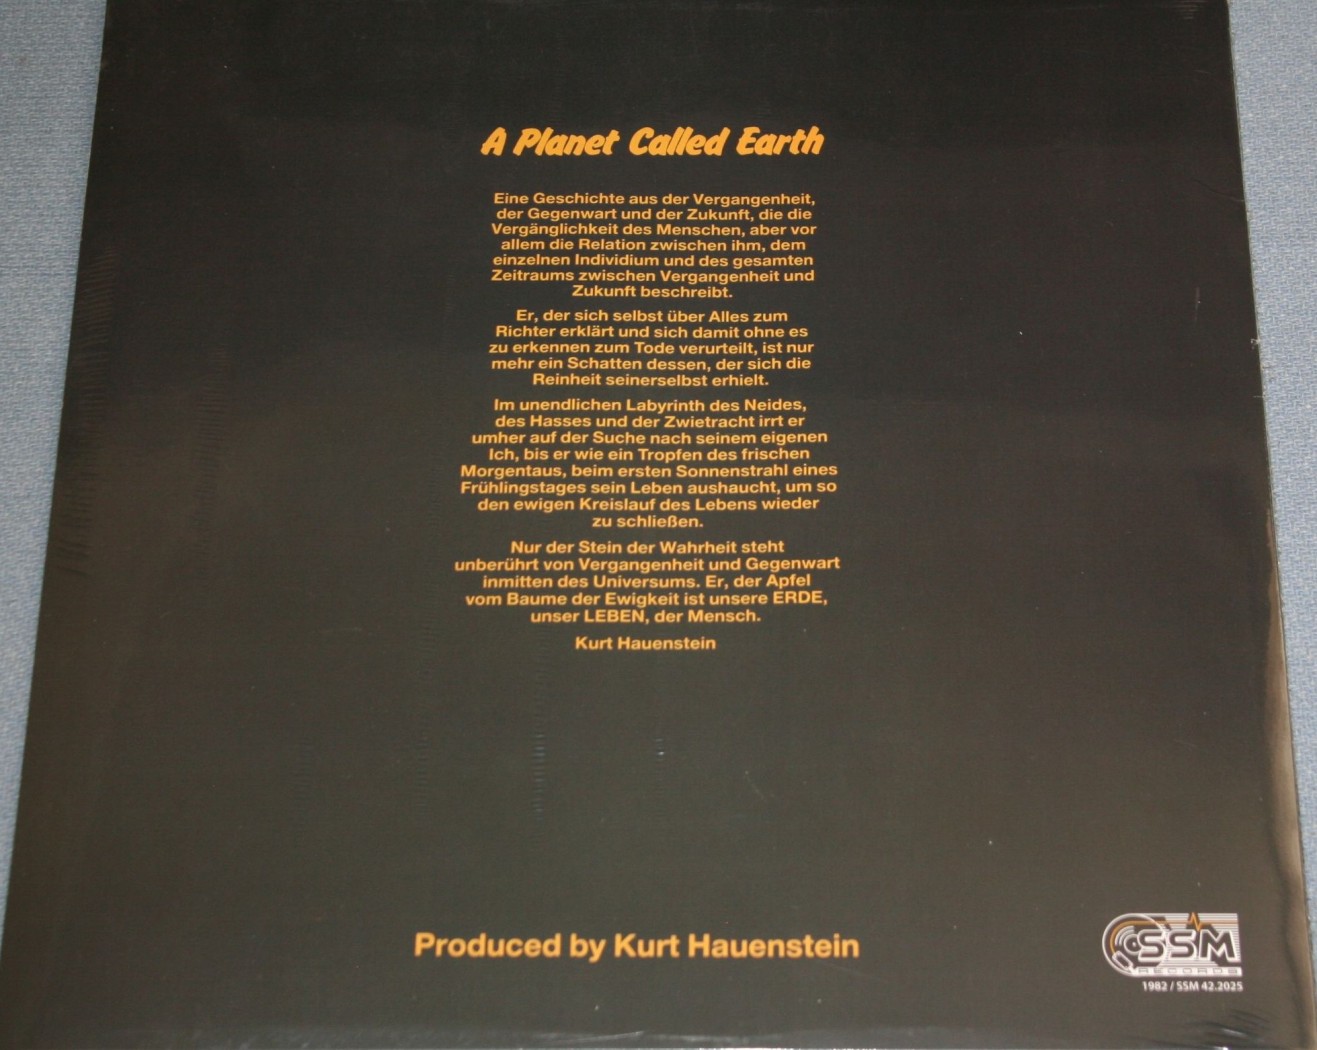 A Planet Called Earth
Eine Geschichte aus der Vergangenheit,
der Gegenwart und der Zukunft, die die
Vergänglichkeit des Menschen, aber vor
allem die Relation zwischen ihm, dem
einzelnen Individium und des gesamten
Zeitraums zwischen Vergangenheit und
Zukunft beschreibt.
Er, der sich selbst über Alles zum
Richter erklärt und sich damit ohne es
zu erkennen zum Tode verurteilt, ist nur
mehr ein Schatten dessen, der sich die
Reinheit seinerselbst erhielt.
Im unendlichen Labyrinth des Neides,
des Hasses und der Zwietracht irrt er
umher auf der Suche nach seinem eigenen
Ich, bis er wie ein Tropfen des frischen
Morgentaus, beim ersten Sonnenstrahl eines
Frühlingstages sein Leben aushaucht, um so
den ewigen Kreislauf des Lebens wieder
zu schließen.
Nur der Stein der Wahrheit steht
unberührt von Vergangenheit und Gegenwart
inmitten des Universums. Er, der Apfel
vom Baume der Ewigkeit ist unsere ERDE,
unser LEBEN, der Mensch.
Kurt Hauenstein
Produced by Kurt Hauenstein
SSM
RECORDS
1982 / SSM 42.2025